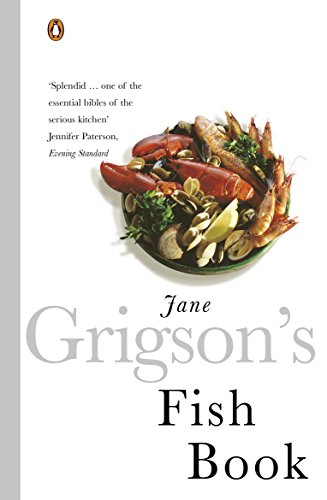 ‘Splendid … one of the
essential bibles of the
serious kitchen’
Jennifer Paterson,
Evening Standard
Jane
Grigson’s
Fish
Book